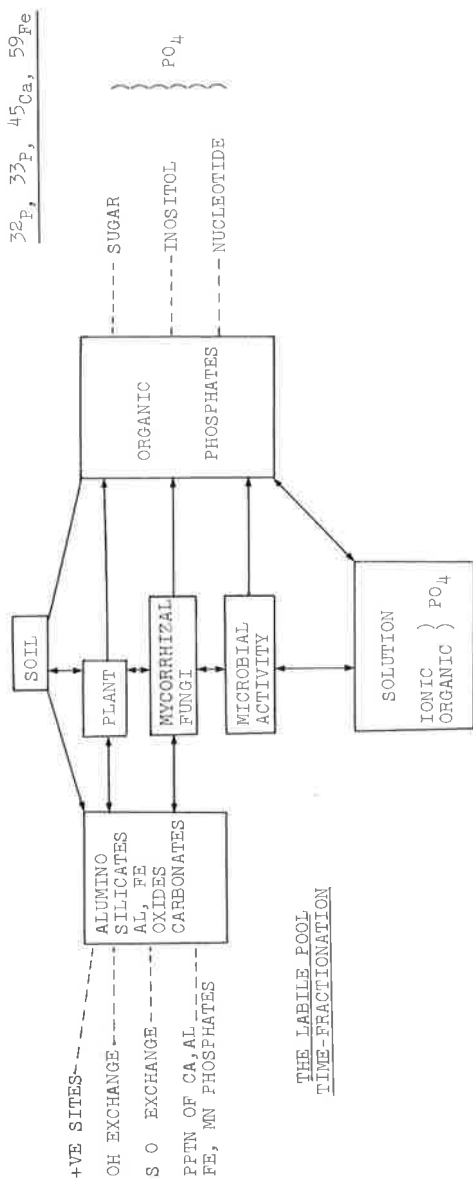 ³²P, ³³P, ⁴⁵Ca, ⁵⁹Fe
SOIL
+VE SITES
OH EXCHANGE
S O EXCHANGE
PPTN OF CA,AL
FE, MN PHOSPHATES
ALUMINO
SILICATES
AL, FE
OXIDES
CARBONATES
PLANT
MYCORRHIZAL
FUNGI
MICROBIAL
ACTIVITY
ORGANIC
PHOSPHATES
SUGAR
INOSITOL
NUCLEOTIDE
PO₄
SOLUTION
IONIC
ORGANIC } PO₄
THE LABILE POOL
TIME-FRACTIONATION